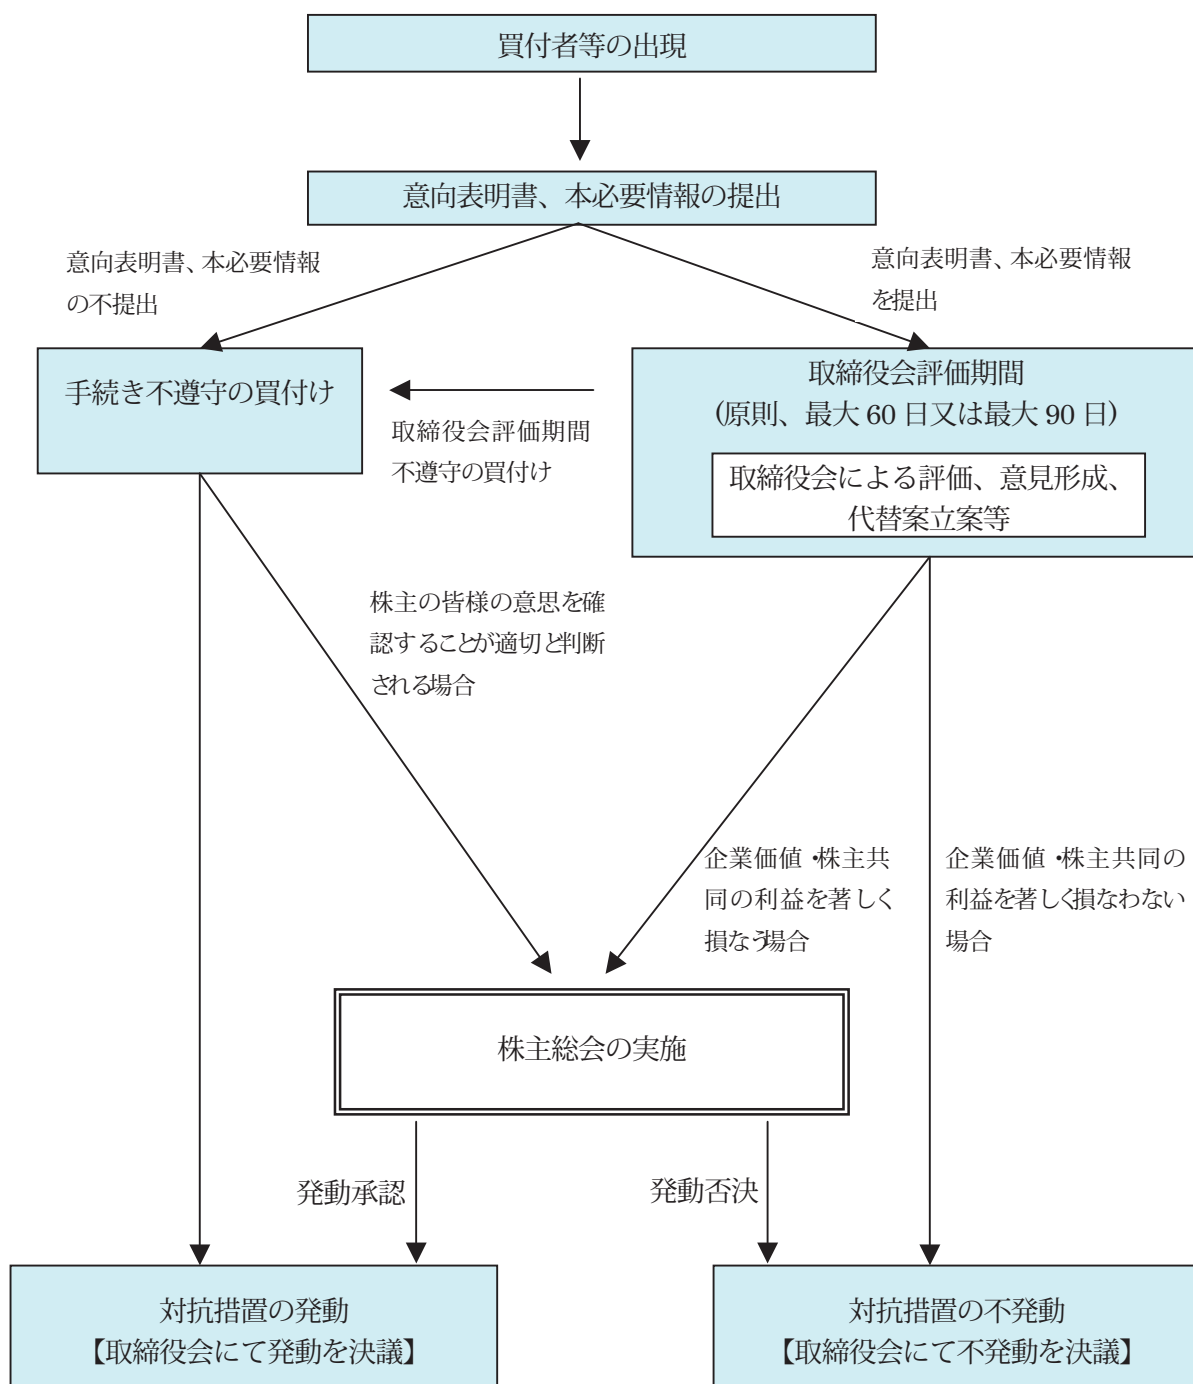 買付者等の出現
意向表明書、本必要情報の提出
意向表明書、本必要情報
の不提出
意向表明書、本必要情報
を提出
手続き不遵守の買付け
取締役会評価期間
不遵守の買付け
取締役会評価期間
(原則、最大 60 日又は最大 90 日)
取締役会による評価、意見形成、
代替案立案等
株主の皆様の意思を確
認することが適切と判断
される場合
企業価値・株主共
同の利益を著しく
損なう場合
企業価値・株主共同の
利益を著しく損なわない
場合
株主総会の実施
発動承認
発動否決
対抗措置の発動
【取締役会にて発動を決議】
対抗措置の不発動
【取締役会にて不発動を決議】